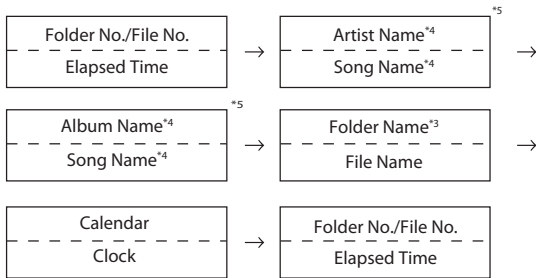 Folder No./File No.
Elapsed Time
→
Artist Name*4
Song Name*4
*5
→
Album Name*4
Song Name*4
*5
→
Folder Name*3
File Name
→
Calendar
Clock
→
Folder No./File No.
Elapsed Time